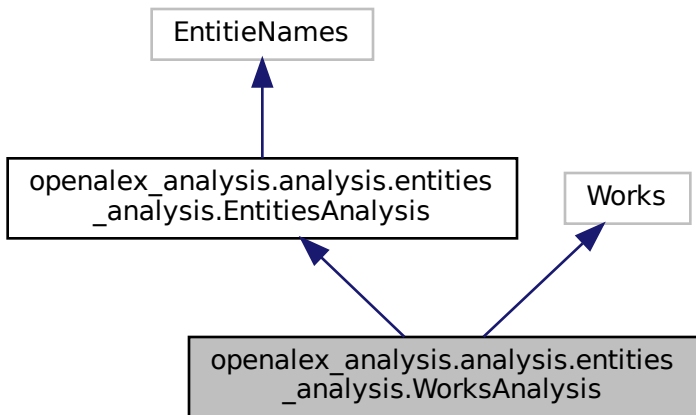 EntitieNames
openalex_analysis.analysis.entities
_analysis.EntitiesAnalysis
Works
openalex_analysis.analysis.entities
_analysis.WorksAnalysis